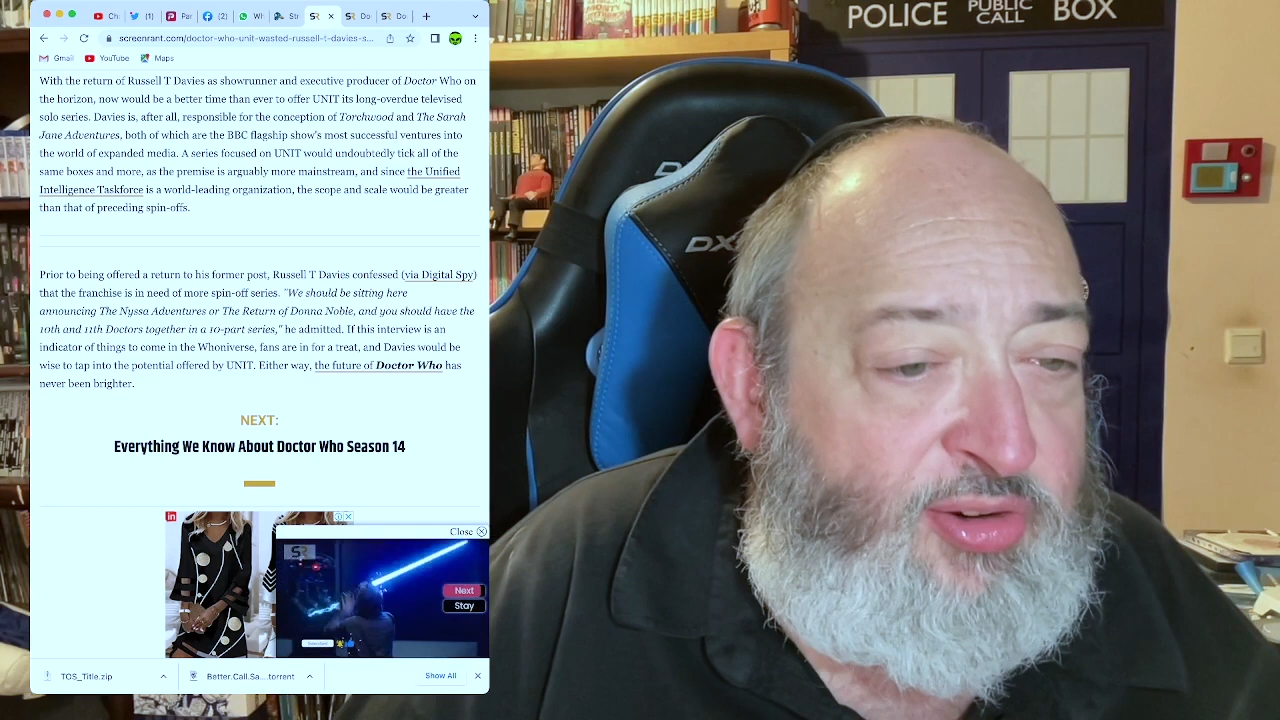 Ch
(1)
Par
(2)
Wh
Str
SR
Do
SR
Do
screenrant.com/doctor-who-unit-wasted-russell-t-davies-s...
Gmail
YouTube
Maps
With the return of Russell T Davies as showrunner and executive producer of Doctor Who on
the horizon, now would be a better time than ever to offer UNIT its long-overdue televised
solo series. Davies is, after all, responsible for the conception of Torchwood and The Sarah
Jane Adventures, both of which are the BBC flagship show's most successful ventures into
the world of expanded media. A series focused on UNIT would undoubtedly tick all of the
same boxes and more, as the premise is arguably more mainstream, and since the Unified
Intelligence Taskforce is a world-leading organization, the scope and scale would be greater
than that of preceding spin-offs.
Prior to being offered a return to his former post, Russell T Davies confessed (via Digital Spy)
that the franchise is in need of more spin-off series. "We should be sitting here
announcing The Nyssa Adventures or The Return of Donna Noble, and you should have the
10th and 11th Doctors together in a 10-part series," he admitted. If this interview is an
indicator of things to come in the Whoniverse, fans are in for a treat, and Davies would be
wise to tap into the potential offered by UNIT. Either way, the future of Doctor Who has
never been brighter.
NEXT:
Everything We Know About Doctor Who Season 14
Close
SR
Next
Stay
TOS_Title.zip
Better.Call.Sa....torrent
Show All
DX
POLICE PUBLIC CALL BOX